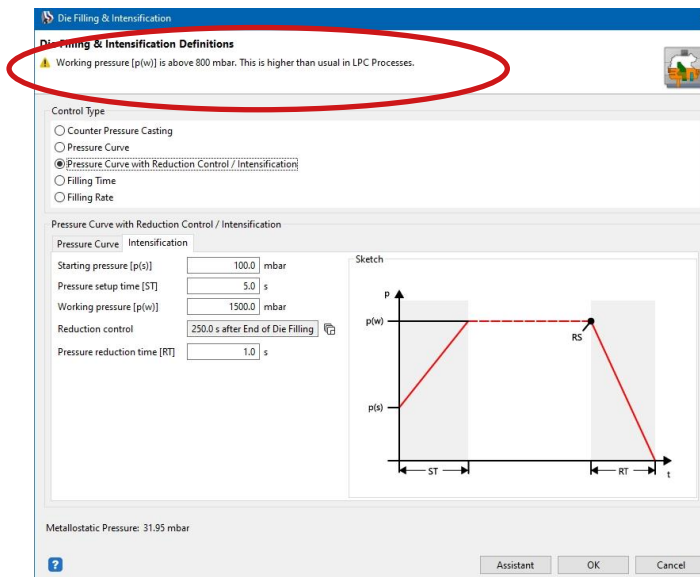 Die Filling & Intensification
Die Filling & Intensification Definitions
Working pressure [p(w)] is above 800 mbar. This is higher than usual in LPC Processes.
Control Type
Counter Pressure Casting
Pressure Curve
Pressure Curve with Reduction Control / Intensification
Filling Time
Filling Rate
Pressure Curve with Reduction Control / Intensification
Pressure Curve Intensification
Starting pressure [p(s)] 100.0 mbar
Pressure setup time [ST] 5.0 s
Working pressure [p(w)] 1500.0 mbar
Reduction control 250.0 s after End of Die Filling
Pressure reduction time [RT] 1.0 s
Sketch
p
p(w)
RS
p(s)
ST RT t
Metallostatic Pressure: 31.95 mbar
? Assistant OK Cancel